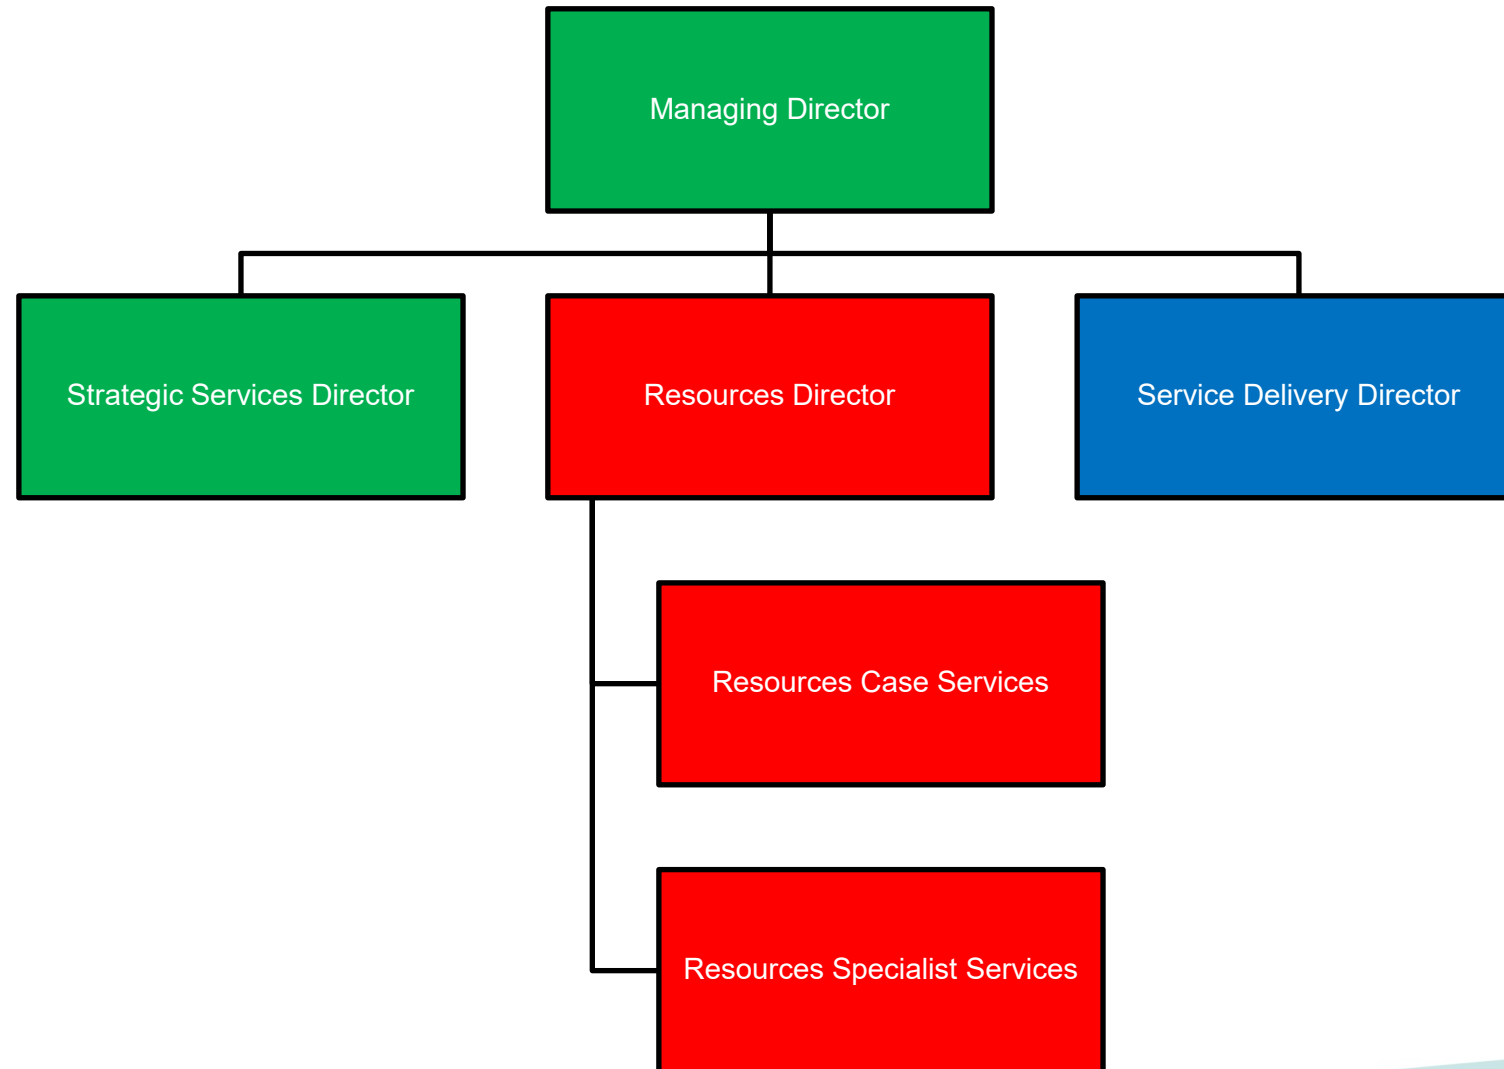 Managing Director
Strategic Services Director
Resources Director
Service Delivery Director
Resources Case Services
Resources Specialist Services